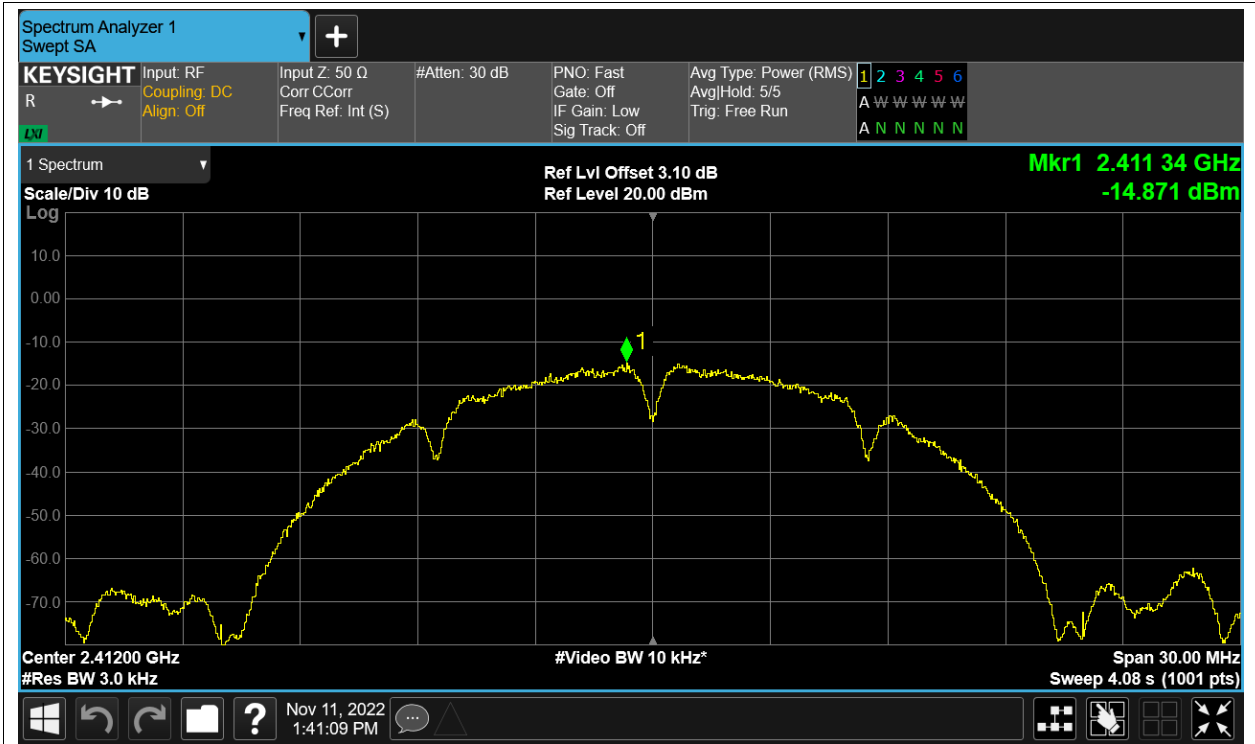 Spectrum Analyzer 1
Swept SA
KEYSIGHT
R
LXI
Input: RF
Coupling: DC
Align: Off
Input Z: 50 Ω
Corr CCorr
Freq Ref: Int (S)
#Atten: 30 dB
PNO: Fast
Gate: Off
IF Gain: Low
Sig Track: Off
Avg Type: Power (RMS)
Avg|Hold: 5/5
Trig: Free Run
1 2 3 4 5 6
A W W W W W
A N N N N N
1 Spectrum
Scale/Div 10 dB
Log
Ref Lvl Offset 3.10 dB
Ref Level 20.00 dBm
Mkr1 2.411 34 GHz
-14.871 dBm
10.0
0.00
-10.0
-20.0
-30.0
-40.0
-50.0
-60.0
-70.0
1
Center 2.41200 GHz
#Res BW 3.0 kHz
#Video BW 10 kHz*
Span 30.00 MHz
Sweep 4.08 s (1001 pts)
?
Nov 11, 2022
1:41:09 PM